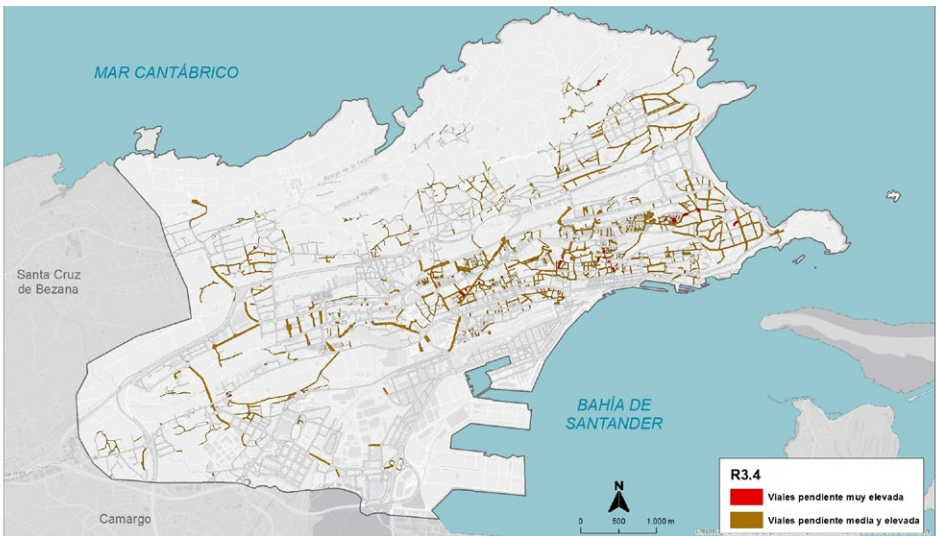 MAR CANTÁBRICO
Santa Cruz
de Bezana
BAHÍA DE
SANTANDER
Camargo
N
0 500 1.000 m
R3.4
Viales pendiente muy elevada
Viales pendiente media y elevada